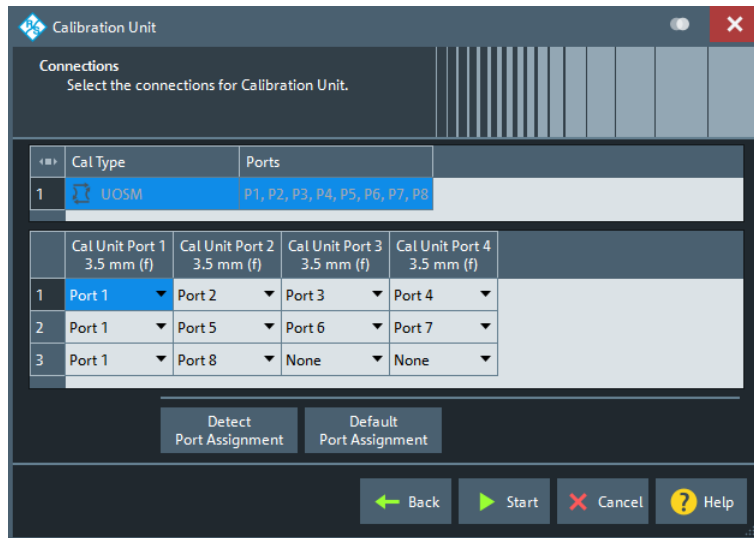 Calibration Unit
Connections
Select the connections for Calibration Unit.
Cal Type Ports
1 UOSM P1, P2, P3, P4, P5, P6, P7, P8
Cal Unit Port 1 Cal Unit Port 2 Cal Unit Port 3 Cal Unit Port 4
3.5 mm (f) 3.5 mm (f) 3.5 mm (f) 3.5 mm (f)
1 Port 1 Port 2 Port 3 Port 4
2 Port 1 Port 5 Port 6 Port 7
3 Port 1 Port 8 None None
Detect Default
Port Assignment Port Assignment
Back Start Cancel ? Help